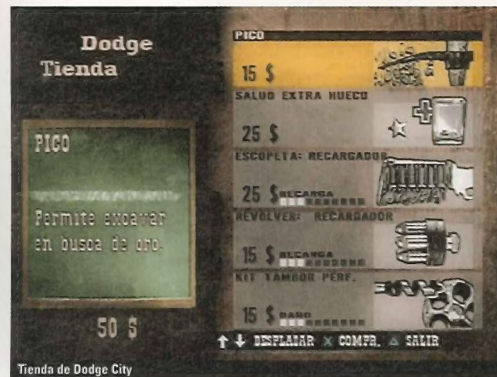 Dodge
Tienda
PICO
Permite excavar
en busca de oro.
50 $
PICO
15 $
SALUD EXTRA HUECO
25 $
ESCOPETA: RECARGADOR
25 $ RECARGA
REVOLVER: RECARGADOR
15 $ RECARGA
KIT TAMBOR PERF.
15 $ DAÑO
↑ ↓ DESPLAZAR X COMPR. △ SALIR
Tienda de Dodge City